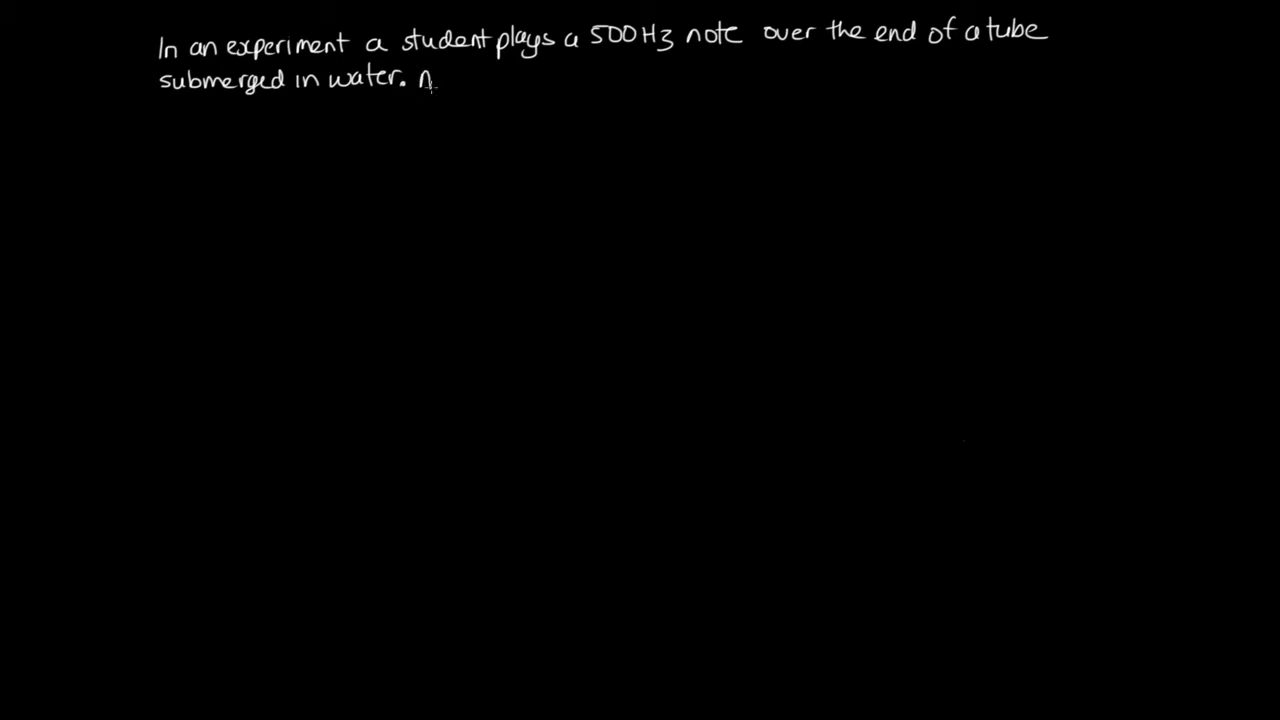 In an experiment a student plays a 500Hz note over the end of a tube
submerged in water.